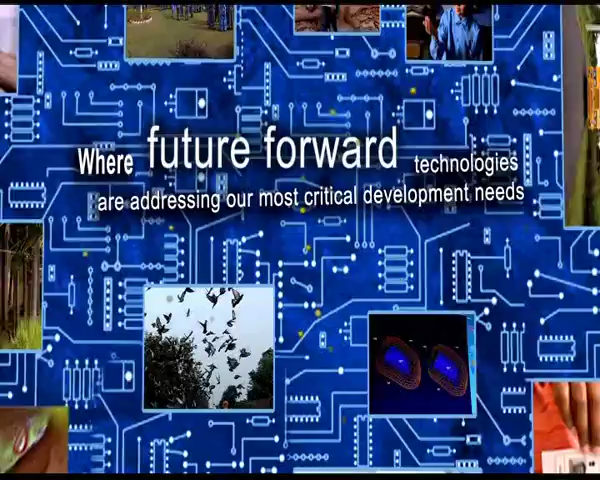 Where future forward technologies
are addressing our most critical development needs